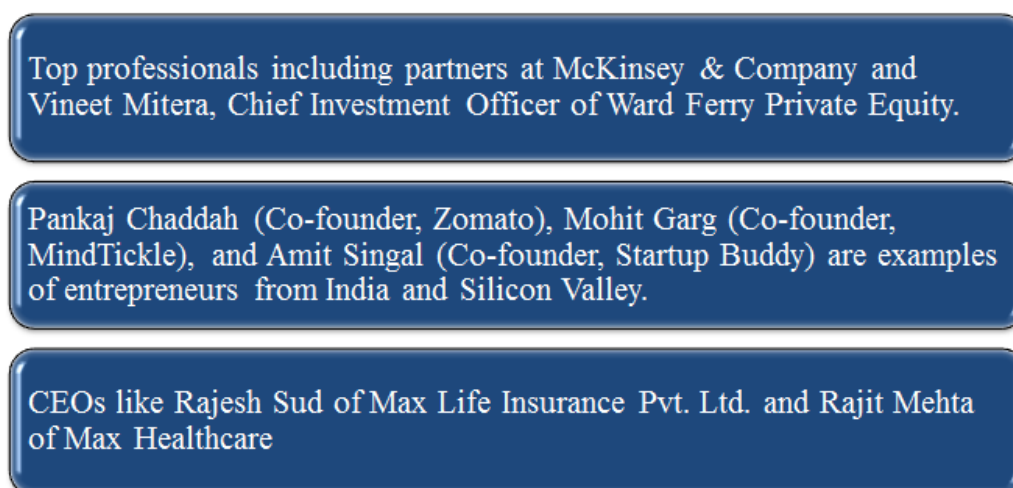 Top professionals including partners at McKinsey & Company and
Vineet Mitera, Chief Investment Officer of Ward Ferry Private Equity.
Pankaj Chaddah (Co-founder, Zomato), Mohit Garg (Co-founder,
MindTickle), and Amit Singal (Co-founder, Startup Buddy) are examples
of entrepreneurs from India and Silicon Valley.
CEOs like Rajesh Sud of Max Life Insurance Pvt. Ltd. and Rajit Mehta
of Max Healthcare